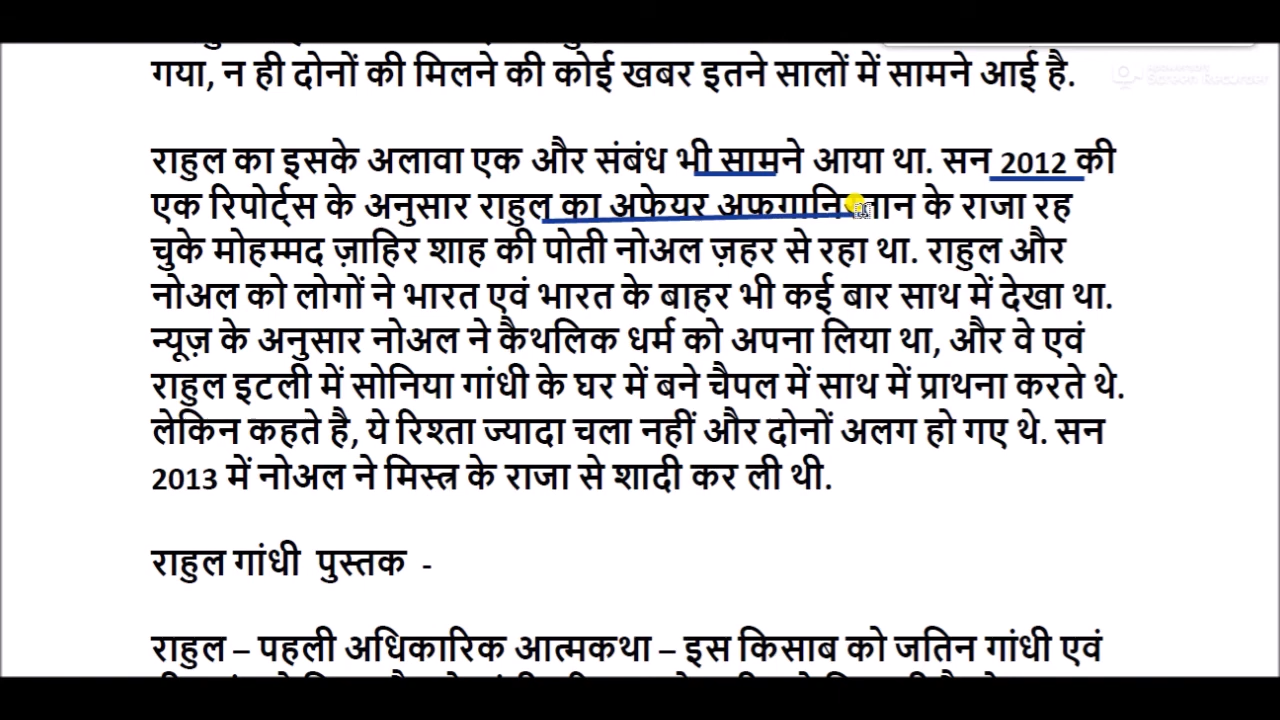 गया, न ही दोनों की मिलने की कोई खबर इतने सालों में सामने आई है.
राहुल का इसके अलावा एक और संबंध भी सामने आया था. सन 2012 की
एक रिपोर्ट्स के अनुसार राहुल का अफेयर अफगानिस्तान के राजा रह
चुके मोहम्मद ज़ाहिर शाह की पोती नोअल ज़हर से रहा था. राहुल और
नोअल को लोगों ने भारत एवं भारत के बाहर भी कई बार साथ में देखा था.
न्यूज़ के अनुसार नोअल ने कैथलिक धर्म को अपना लिया था, और वे एवं
राहुल इटली में सोनिया गांधी के घर में बने चैपल में साथ में प्राथना करते थे.
लेकिन कहते है, ये रिश्ता ज्यादा चला नहीं और दोनों अलग हो गए थे. सन
2013 में नोअल ने मिस्त्र के राजा से शादी कर ली थी.
राहुल गांधी पुस्तक -
राहुल – पहली अधिकारिक आत्मकथा – इस किसाब को जतिन गांधी एवं